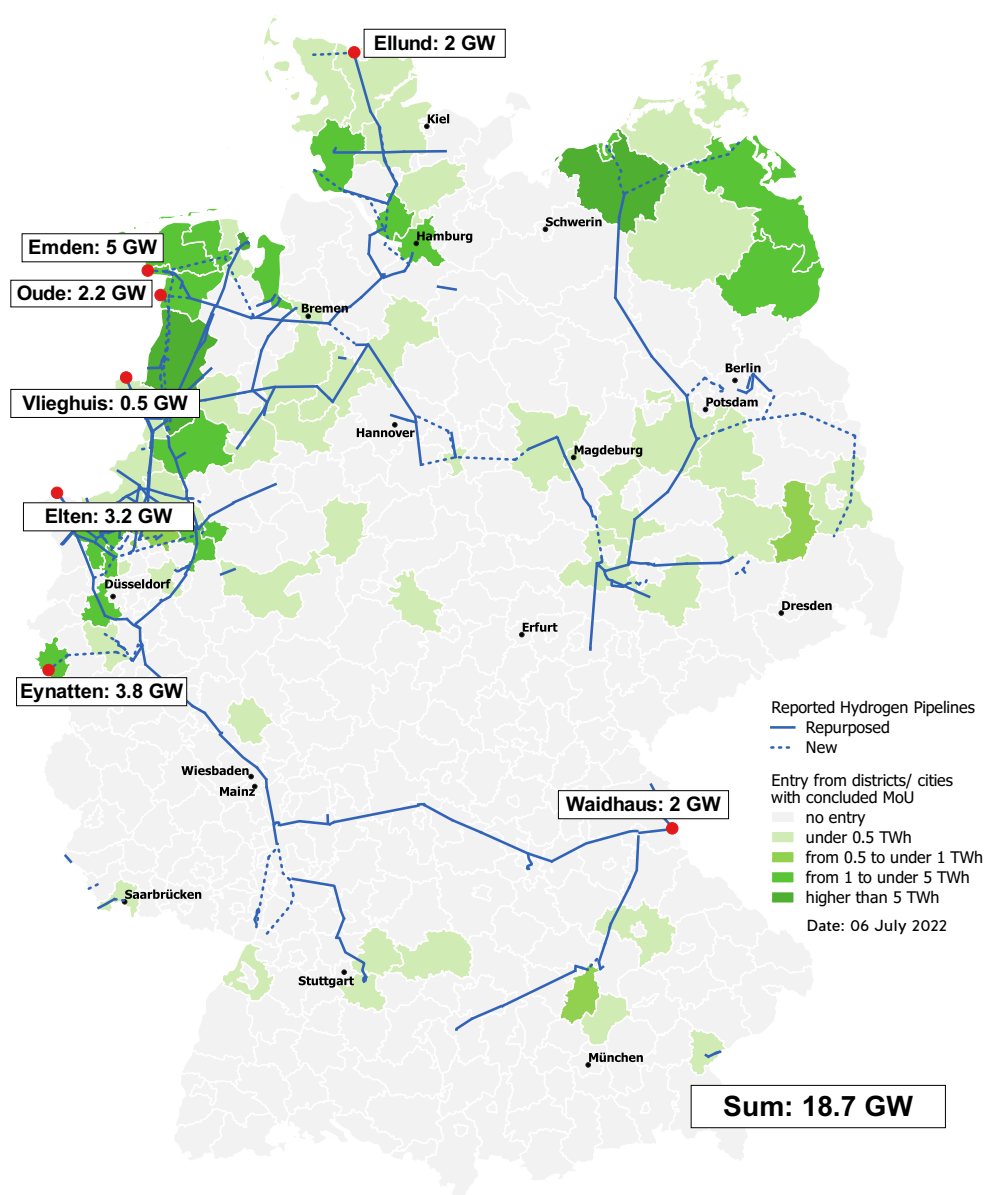 Ellund: 2 GW
Kiel
Schwerin
Hamburg
Emden: 5 GW
Oude: 2.2 GW
Bremen
Berlin
Vlieghuis: 0.5 GW
Potsdam
Hannover
Magdeburg
Elten: 3.2 GW
Düsseldorf
Dresden
Erfurt
Eynatten: 3.8 GW
Reported Hydrogen Pipelines
Repurposed
New
Wiesbaden
Mainz
Entry from districts/ cities
with concluded MoU
no entry
under 0.5 TWh
from 0.5 to under 1 TWh
from 1 to under 5 TWh
higher than 5 TWh
Date: 06 July 2022
Waidhaus: 2 GW
Saarbrücken
Stuttgart
München
Sum: 18.7 GW